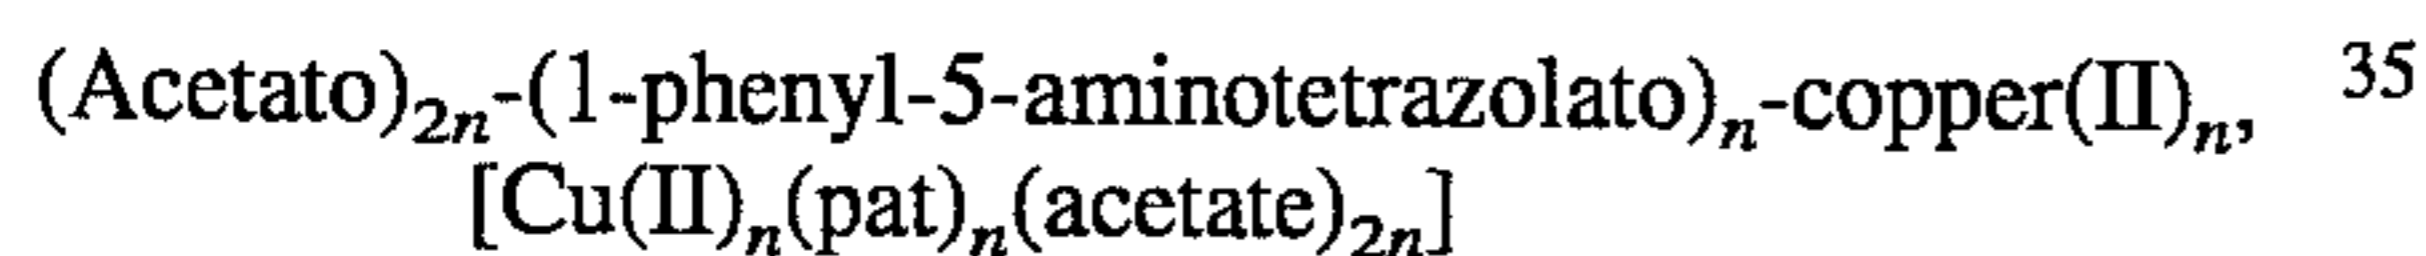 (Acetato)2n-(1-phenyl-5-aminotetrazolato)n-copper(II)n, 35
[Cu(II)n(pat)n(acetate)2n]